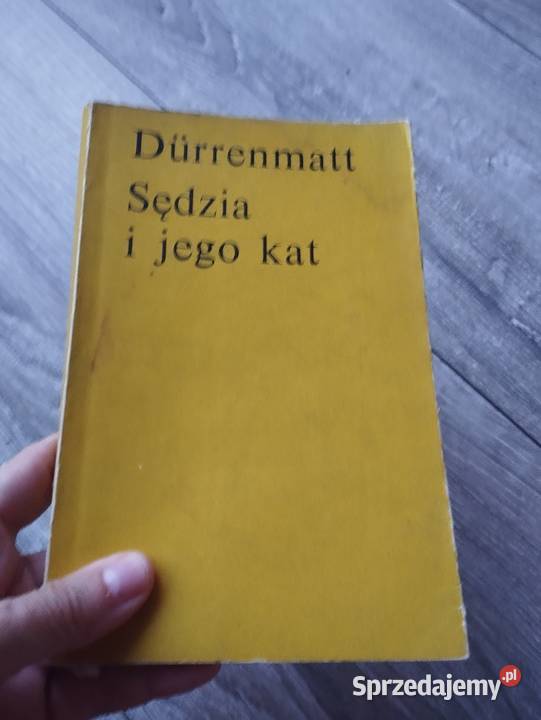 Dürrenmatt
Sędzia
i jego kat
Sprzedajemy.pl